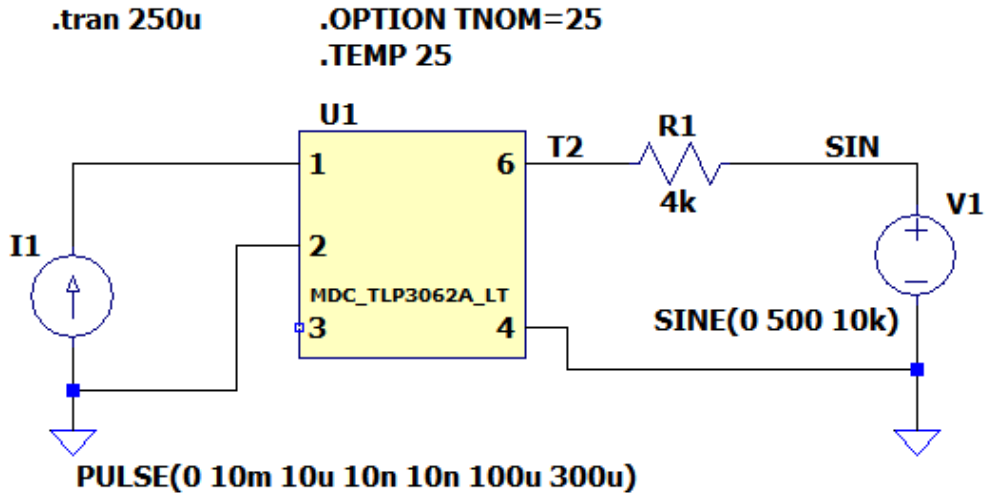 .tran 250u
.OPTION TNOM=25
.TEMP 25
U1
1
6
T2
R1
4k
SIN
V1
I1
2
MDC_TLP3062A_LT
3
4
SINE(0 500 10k)
PULSE(0 10m 10u 10n 10n 100u 300u)